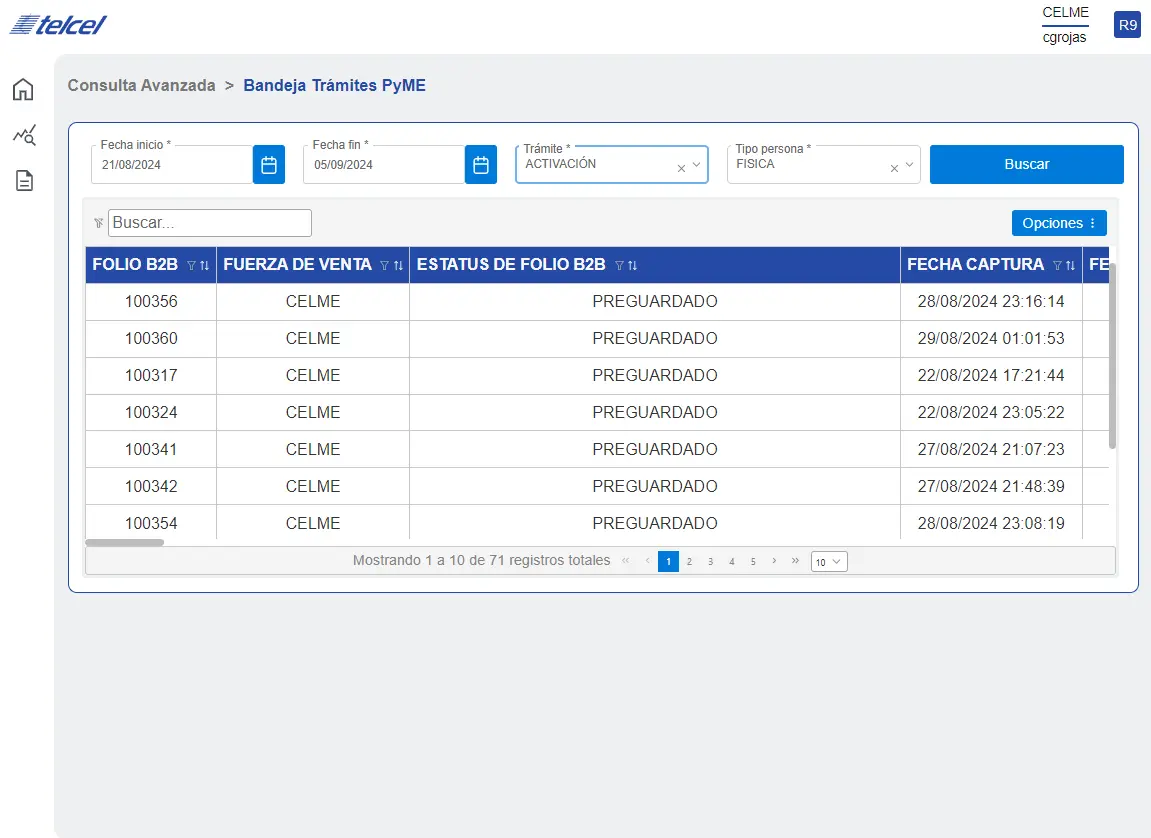 telcel
CELME
cgrojas
R9
Consulta Avanzada > Bandeja Trámites PyME
Fecha inicio *
21/08/2024
Fecha fin *
05/09/2024
Trámite *
ACTIVACIÓN
Tipo persona *
FISICA
Buscar
Buscar...
Opciones
FOLIO B2B FUERZA DE VENTA ESTATUS DE FOLIO B2B FECHA CAPTURA FE
100356 CELME PREGUARDADO 28/08/2024 23:16:14
100360 CELME PREGUARDADO 29/08/2024 01:01:53
100317 CELME PREGUARDADO 22/08/2024 17:21:44
100324 CELME PREGUARDADO 22/08/2024 23:05:22
100341 CELME PREGUARDADO 27/08/2024 21:07:23
100342 CELME PREGUARDADO 27/08/2024 21:48:39
100354 CELME PREGUARDADO 28/08/2024 23:08:19
Mostrando 1 a 10 de 71 registros totales « ‹ 1 2 3 4 5 › » 10